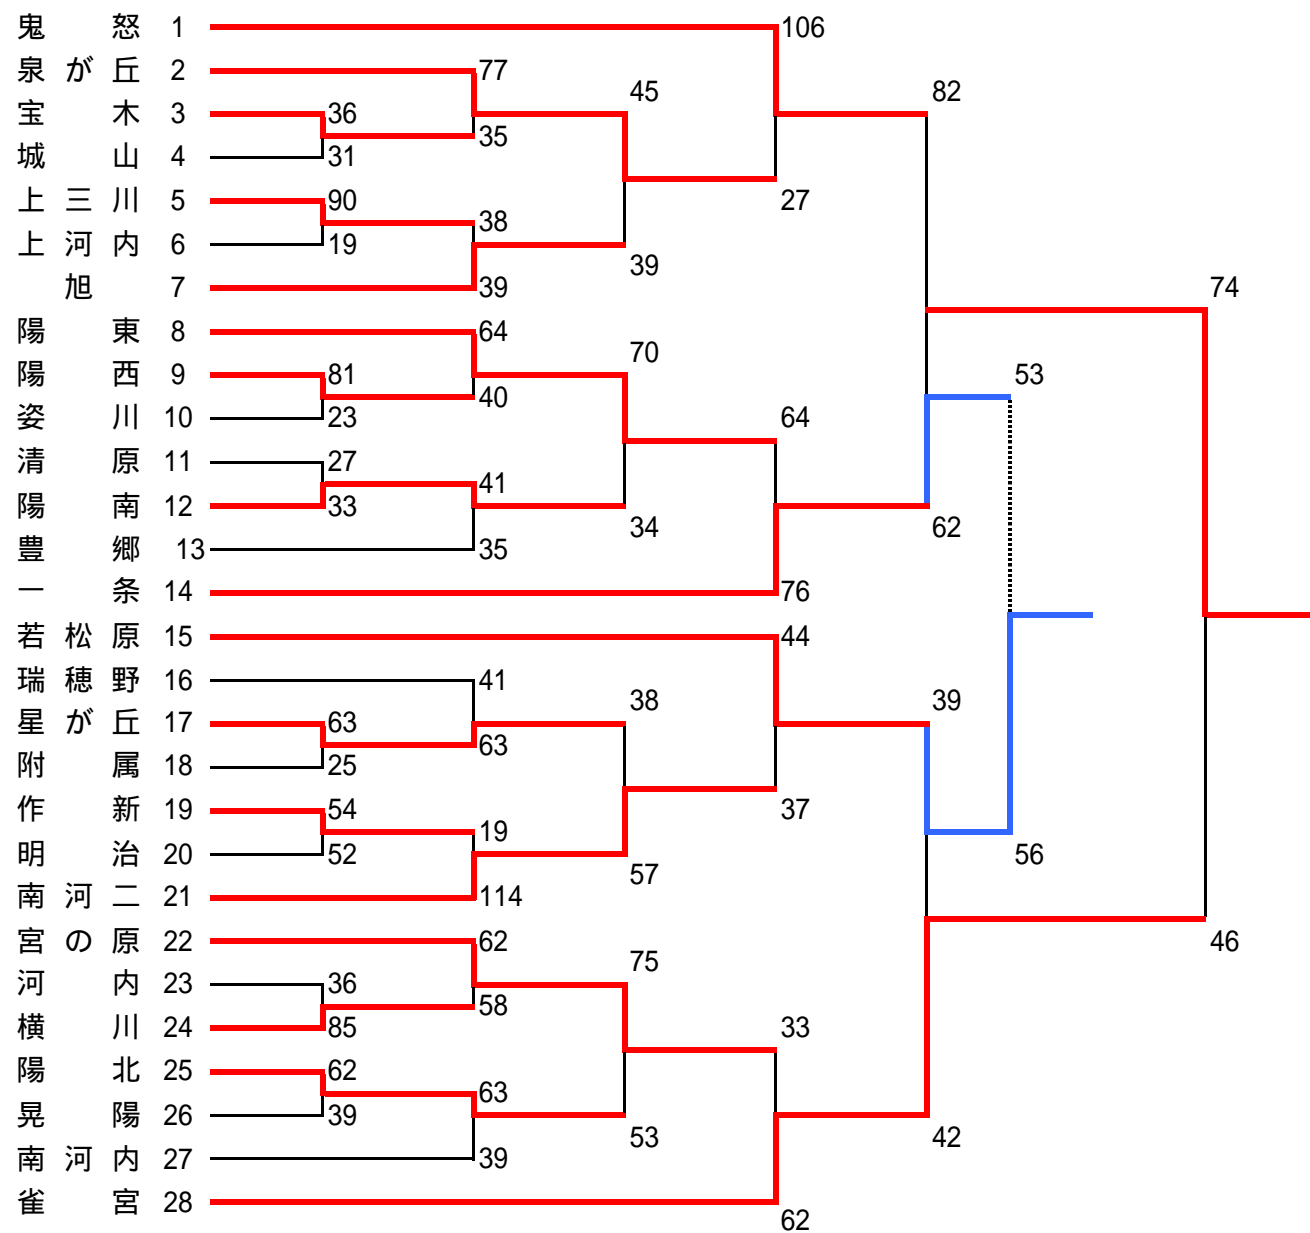 鬼怒 1 106
泉が丘 2 77
45 82
宝木 3 36
35
城山 4 31
上三川 5 90 27
38
上河内 6 19
39
旭 7 39 74
陽東 8 64
70
陽西 9 81 53
40
姿川 10 23 64
清原 11 27
41
陽南 12 33
34 62
豊郷 13 35
一条 14 76
若松原 15 44
瑞穂野 16 41
38 39
星が丘 17 63
63
附属 18 25
作新 19 54 37
19
明治 20 52 56
57
南河二 21 114
宮の原 22 62 46
75
河内 23 36
58
横川 24 85 33
陽北 25 62
63
晃陽 26 39
53 42
南河内 27 39
雀宮 28
62